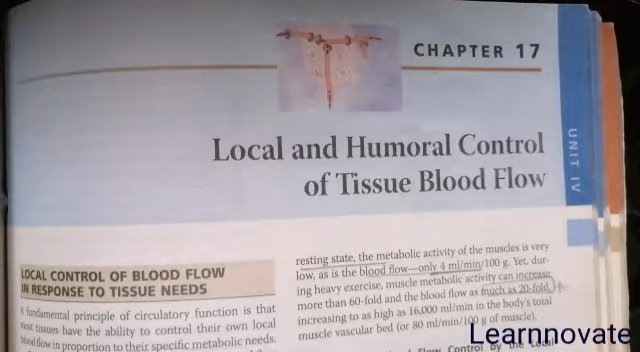 CHAPTER 17
Local and Humoral Control
of Tissue Blood Flow
UNIT IV
LOCAL CONTROL OF BLOOD FLOW
IN RESPONSE TO TISSUE NEEDS
A fundamental principle of circulatory function is that
most tissues have the ability to control their own local
blood flow in proportion to their specific metabolic needs.
resting state, the metabolic activity of the muscles is very
low, as is the blood flow—only 4 ml/min/100 g. Yet, dur-
ing heavy exercise, muscle metabolic activity can increase
more than 60-fold and the blood flow as much as 20-fold,
increasing to as high as 16,000 ml/min in the body's total
muscle vascular bed (or 80 ml/min/100 g of muscle).
Flow Control by the Local
Learnnovate